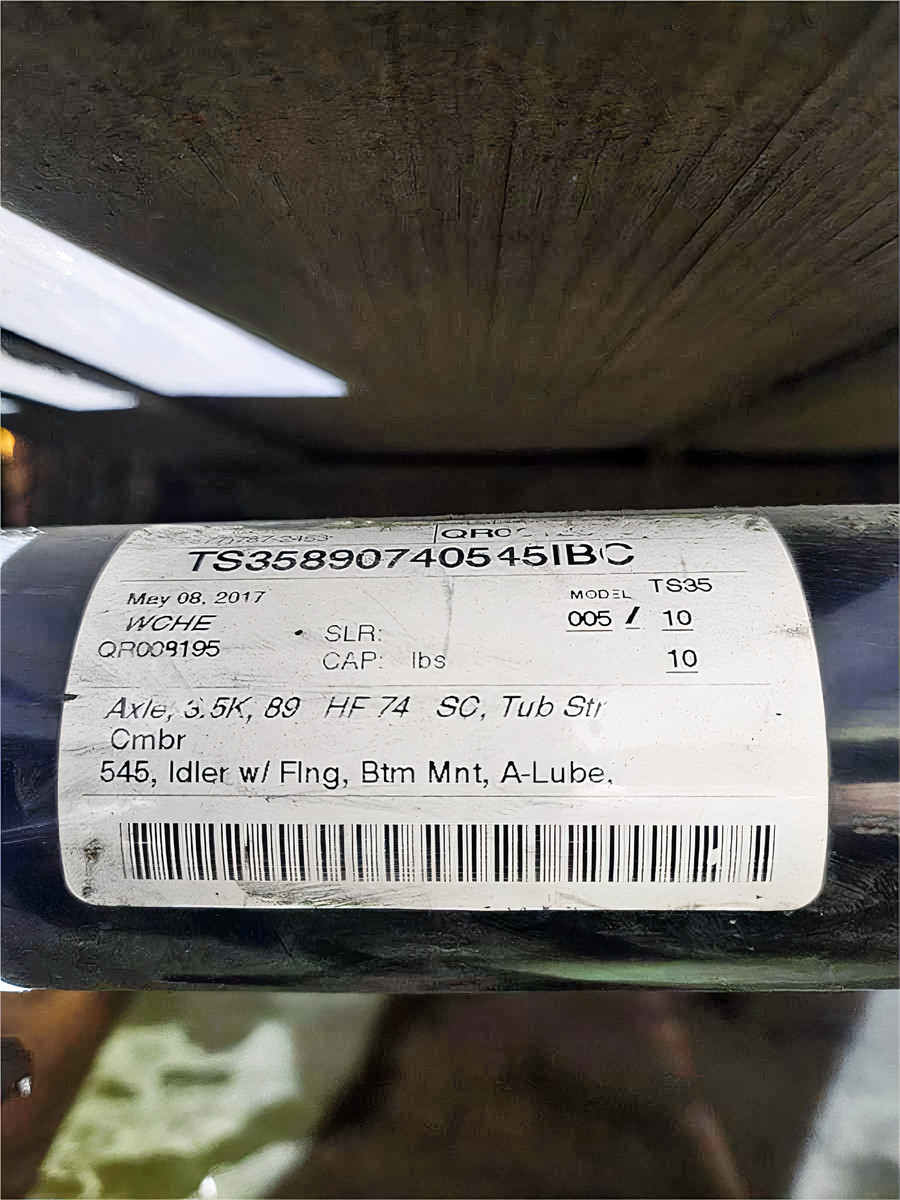 TS35890740545IBC
May 08, 2017
MODEL TS35
WCHE
SLR:
005 / 10
QR008195
CAP: lbs
10
Axle, 3.5K, 89 HF 74 SC, Tub Str
Cmbr
545, Idler w/ Flng, Btm Mnt, A-Lube,